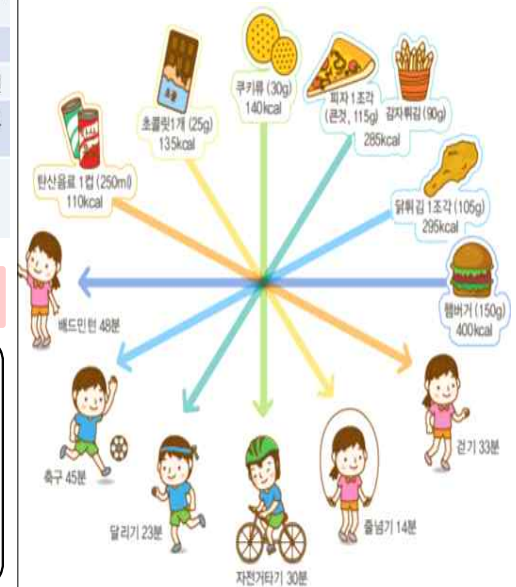 쿠키류 (30g)
140kcal
초콜릿1개 (25g)
135kcal
피자 1조각
(큰것, 115g)
감자튀김 (90g)
285kcal
탄산음료 1컵 (250ml)
110kcal
닭튀김 1조각 (105g)
295kcal
햄버거 (150g)
400kcal
배드민턴 48분
축구 45분
달리기 23분
자전거타기 30분
줄넘기 14분
걷기 33분